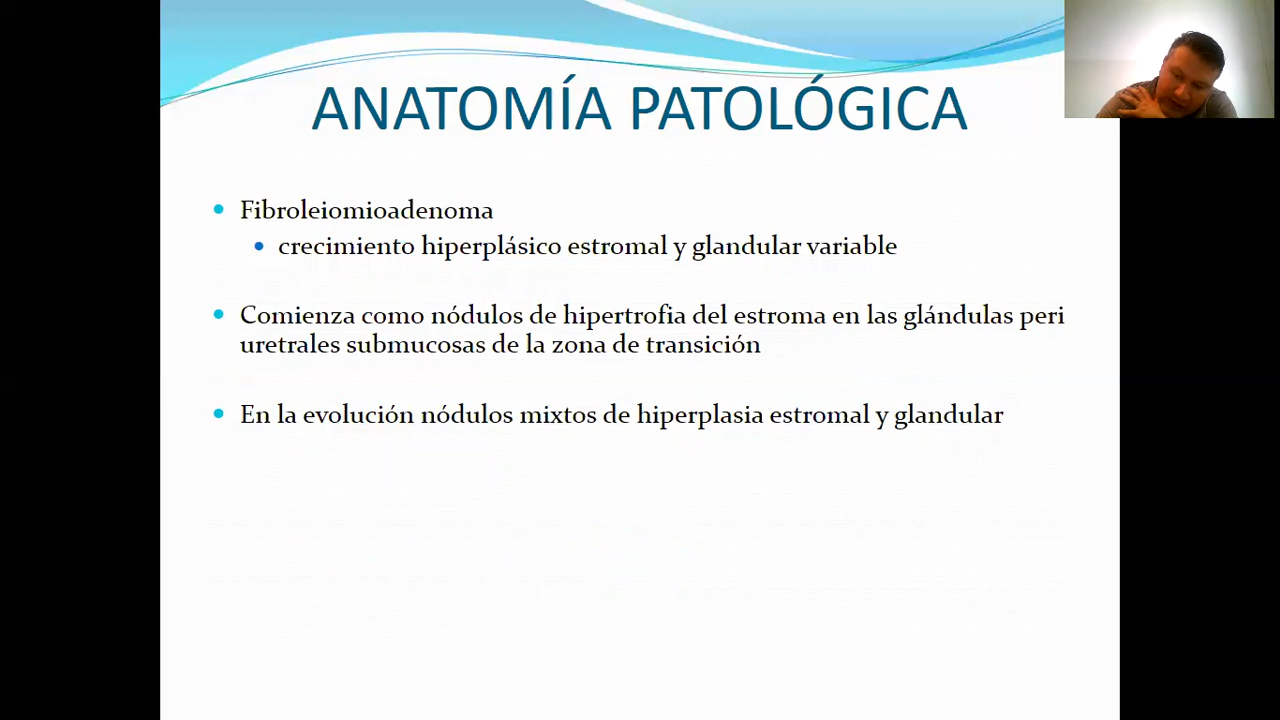 ANATOMÍA PATOLÓGICA
Fibroleiomioadenoma
crecimiento hiperplásico estromal y glandular variable
Comienza como nódulos de hipertrofia del estroma en las glándulas peri
uretrales submucosas de la zona de transición
En la evolución nódulos mixtos de hiperplasia estromal y glandular